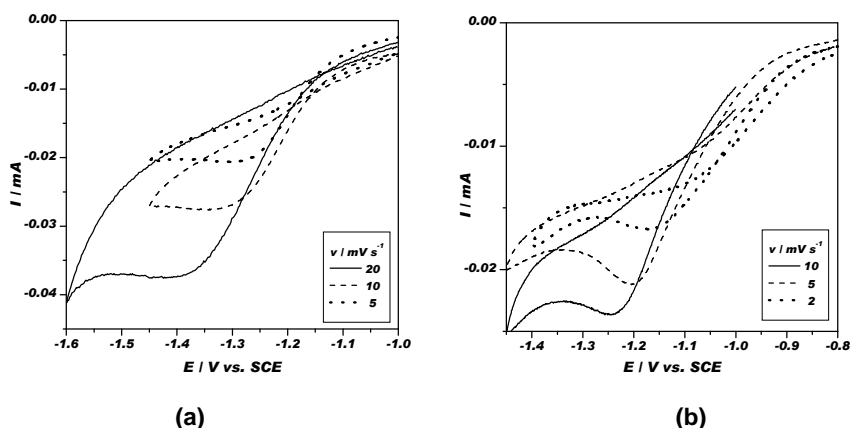 0.00
-0.01
-0.02
-0.03
-0.04
I / mA
v / mV s⁻¹
20
10
5
-1.6 -1.5 -1.4 -1.3 -1.2 -1.1 -1.0
E / V vs. SCE
(a)
0.00
-0.01
-0.02
I / mA
v / mV s⁻¹
10
5
2
-1.4 -1.3 -1.2 -1.1 -1.0 -0.9 -0.8
E / V vs. SCE
(b)